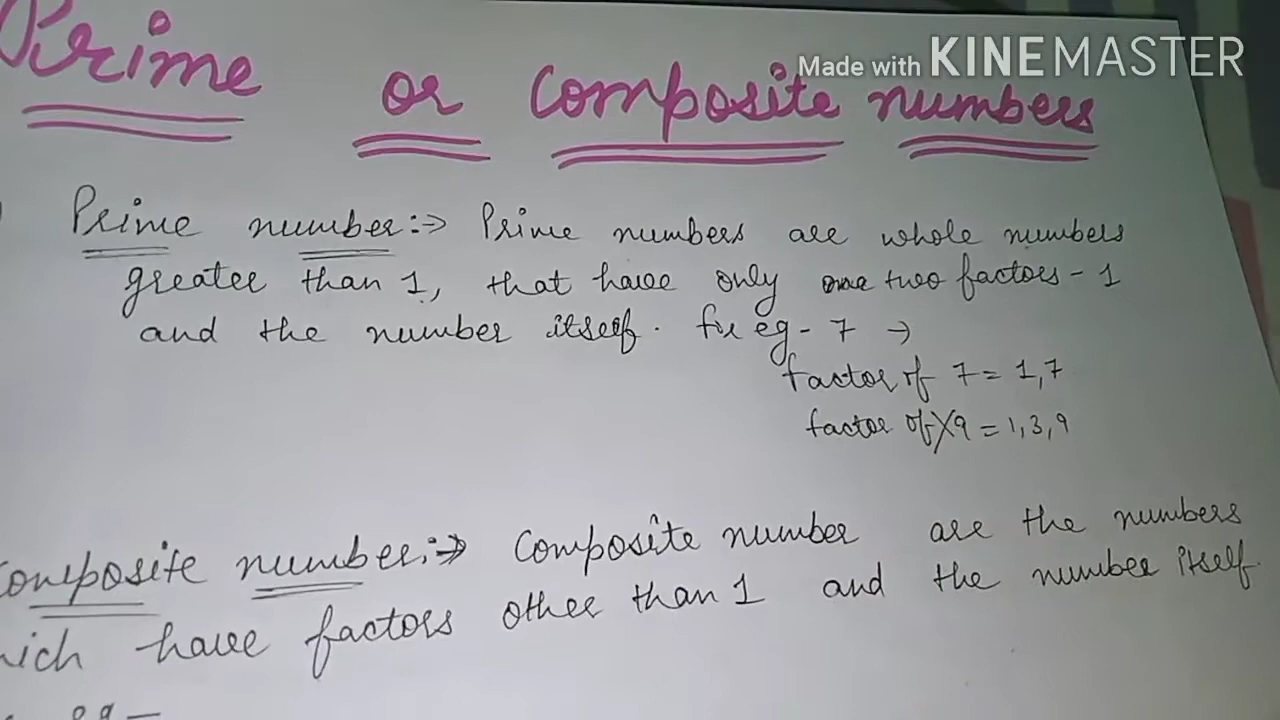 Prime or Composite numbers
Made with KINEMASTER
Prime number:→ Prime numbers are whole numbers
greater than 1, that have only two factors - 1
and the number itself. for eg - 7 →
factor of 7 = 1,7
factor of 9 = 1,3,9
Composite number:→ Composite number are the numbers
which have factors other than 1 and the number itself.
eg -